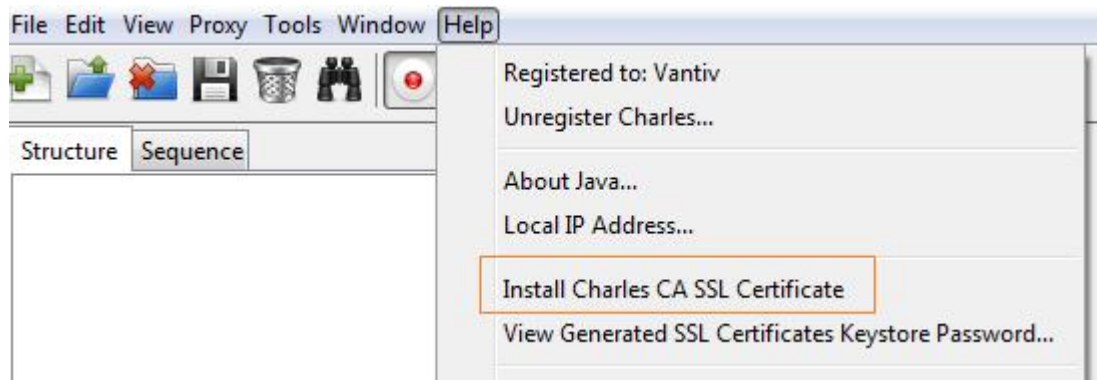 File Edit View Proxy Tools Window Help
Registered to: Vantiv
Unregister Charles...
Structure Sequence
About Java...
Local IP Address...
Install Charles CA SSL Certificate
View Generated SSL Certificates Keystore Password...